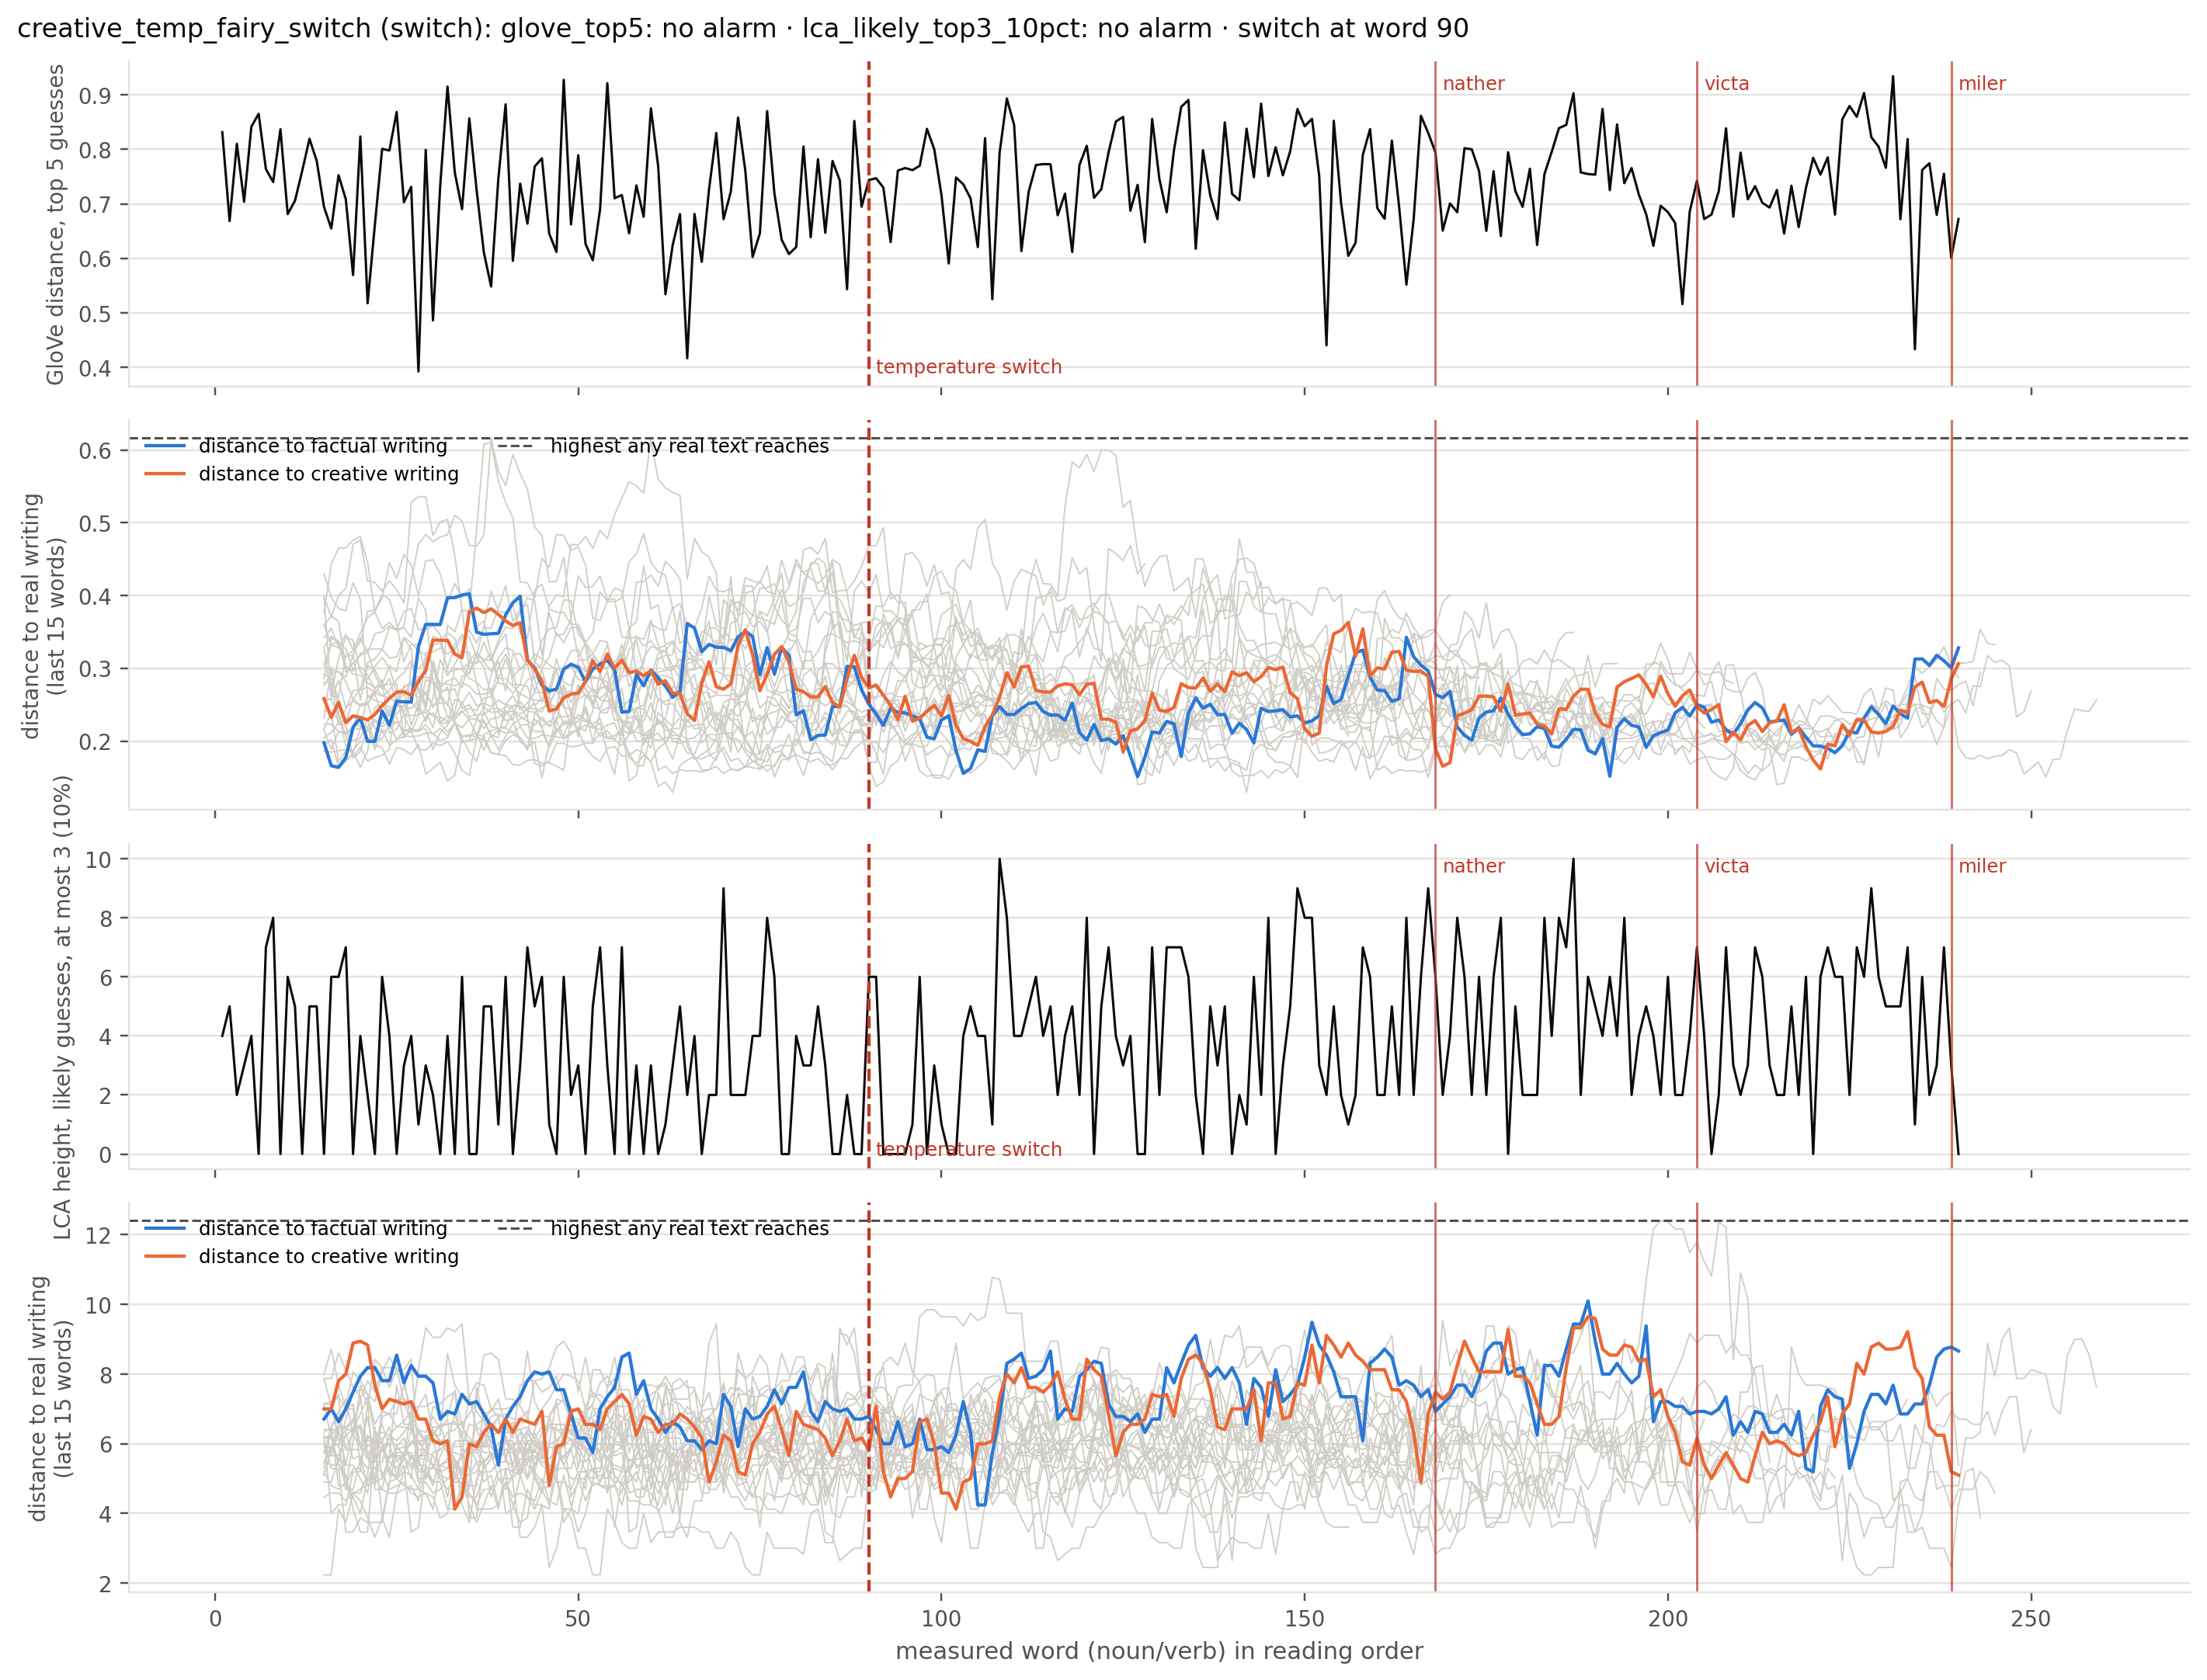 creative_temp_fairy_switch (switch): glove_top5: no alarm · lca_likely_top3_10pct: no alarm · switch at word 90
GloVe distance, top 5 guesses
0.9
0.8
0.7
0.6
0.5
0.4
nather
victa
miler
temperature switch
distance to real writing
(last 15 words)
0.6
0.5
0.4
0.3
0.2
distance to factual writing
distance to creative writing
highest any real text reaches
LCA height, likely guesses, at most 3 (10%)
10
8
6
4
2
0
nather
victa
miler
temperature switch
distance to real writing
(last 15 words)
12
10
8
6
4
2
distance to factual writing
distance to creative writing
highest any real text reaches
0
50
100
150
200
250
measured word (noun/verb) in reading order